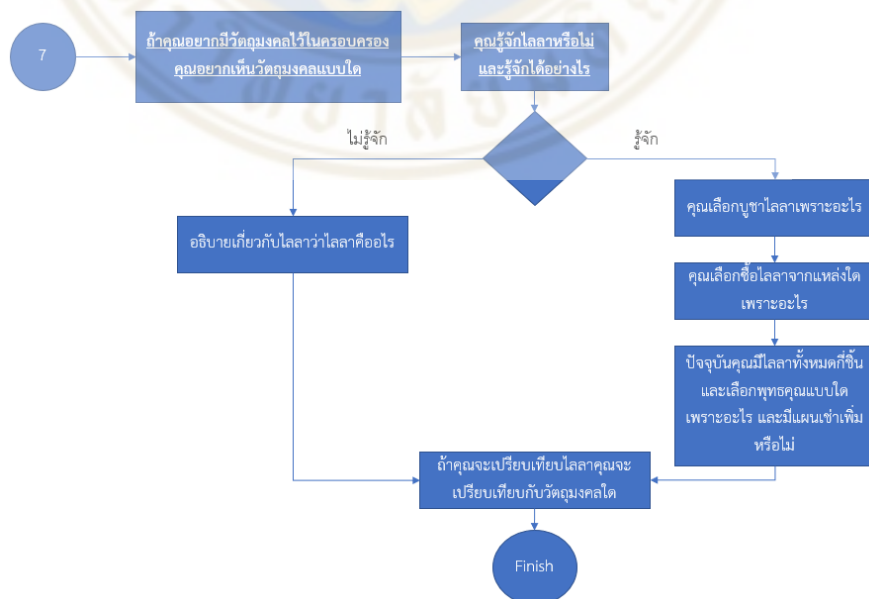 7
ถ้าคุณอยากมีวัตถุมงคลไว้ในครอบครอง
คุณอยากเห็นวัตถุมงคลแบบใด
คุณรู้จักไลลาหรือไม่
และรู้จักได้อย่างไร
ไม่รู้จัก
รู้จัก
อธิบายเกี่ยวกับไลลาว่าไลลาคืออไร
คุณเลือกบูชาไลลาเพราะอะไร
คุณเลือกซื้อไลลาจากแหล่งใด
เพราะอะไร
ปัจจุบันคุณมีไลลาทั้งหมดกี่ชิ้น
และเลือกพุทธคุณแบบใด
เพราะอะไร และมีแผนเช่าเพิ่ม
หรือไม่
ถ้าคุณจะเปรียบเทียบไลลาคุณจะ
เปรียบเทียบกับวัตถุมงคลใด
Finish